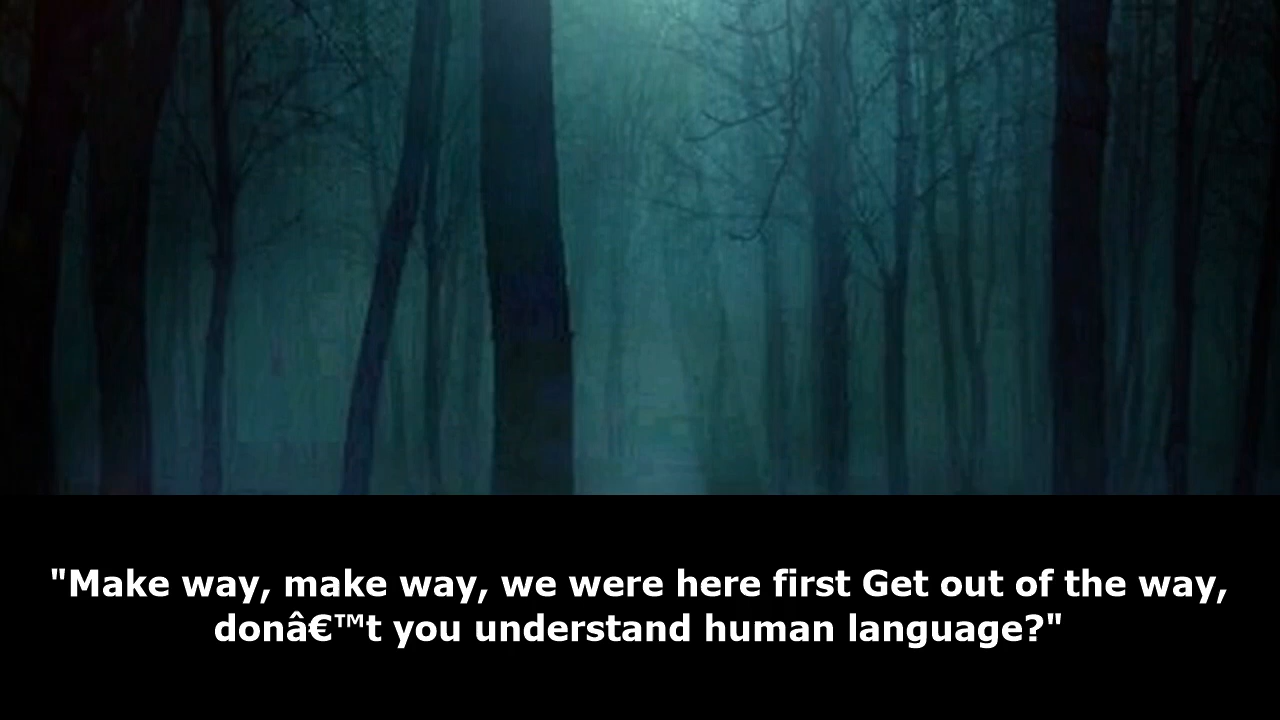 "Make way, make way, we were here first Get out of the way,
donâ€™t you understand human language?"